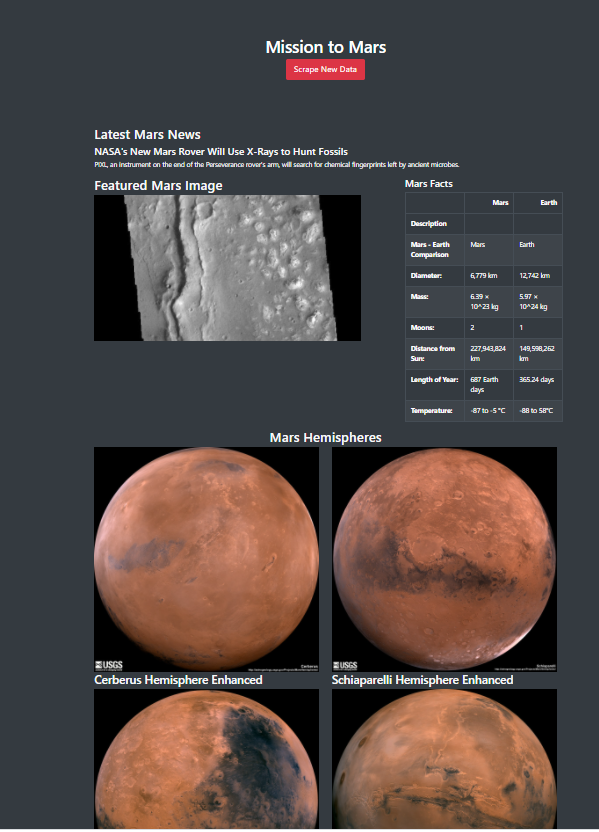 Mission to Mars
Scrape New Data
Latest Mars News
NASA's New Mars Rover Will Use X-Rays to Hunt Fossils
PIXL, an instrument on the end of the Perseverance rover's arm, will search for chemical fingerprints left by ancient microbes.
Featured Mars Image
Mars Facts
Mars Earth
Description
Mars - Earth Mars Earth
Comparison
Diameter: 6,779 km 12,742 km
Mass: 6.39 × 5.97 ×
10^23 kg 10^24 kg
Moons: 2 1
Distance from 227,943,824 149,598,262
Sun: km km
Length of Year: 687 Earth 365.24 days
days
Temperature: -87 to -5 °C -88 to 58°C
Mars Hemispheres
USGS Cerberus
USGS Schiaparelli
Cerberus Hemisphere Enhanced
Schiaparelli Hemisphere Enhanced